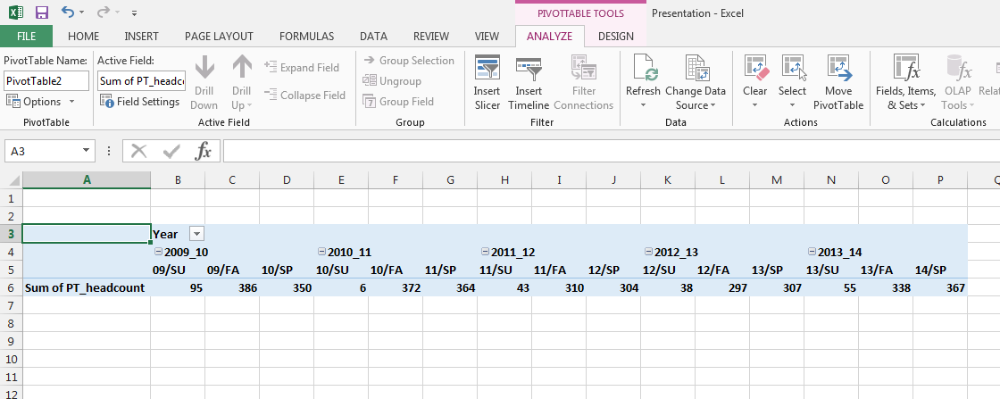 PIVOTTABLE TOOLS Presentation - Excel
FILE HOME INSERT PAGE LAYOUT FORMULAS DATA REVIEW VIEW ANALYZE DESIGN
PivotTable Name: Active Field: Expand Field Group Selection
PivotTable2 Sum of PT_headc Drill Down Drill Up Collapse Field Ungroup Insert Slicer Insert Timeline Filter Connections Refresh Change Data Source Clear Select Move PivotTable Fields, Items, & Sets OLAP Tools
Options Field Settings Group Field
PivotTable Active Field Group Filter Data Actions Calculations
A3 fx
A B C D E F G H I J K L M N O P
1
2
3 Year
4 2009_10 2010_11 2011_12 2012_13 2013_14
5 09/SU 09/FA 10/SP 10/SU 10/FA 11/SP 11/SU 11/FA 12/SP 12/SU 12/FA 13/SP 13/SU 13/FA 14/SP
6 Sum of PT_headcount 95 386 350 6 372 364 43 310 304 38 297 307 55 338 367
7
8
9
10
11
12